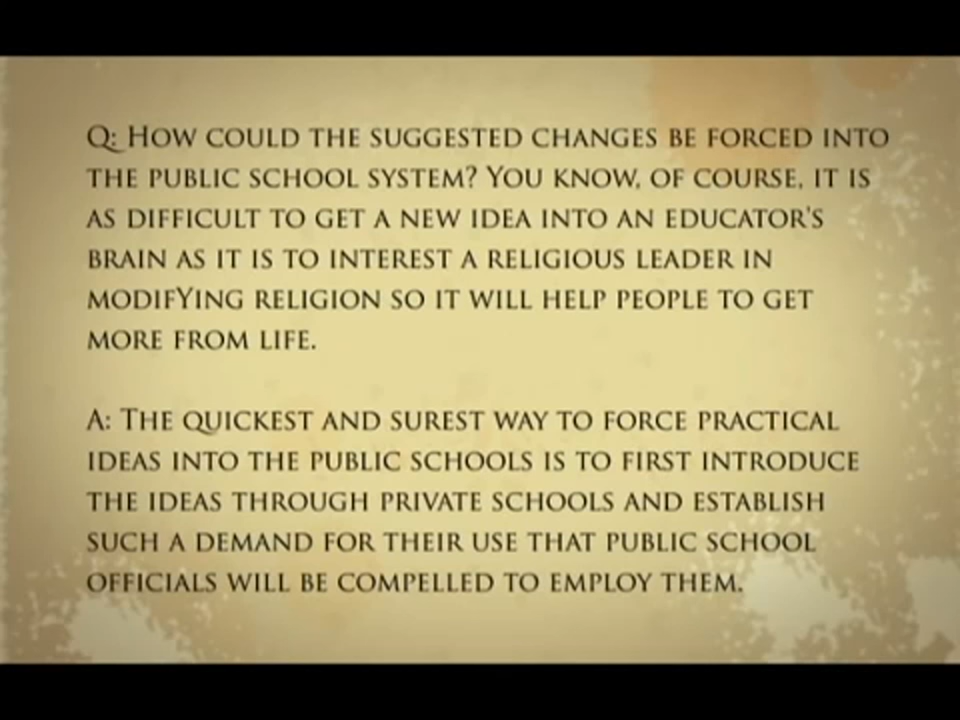 Q: How could the suggested changes be forced into
the public school system? You know, of course, it is
as difficult to get a new idea into an educator's
brain as it is to interest a religious leader in
modifYing religion so it will help people to get
more from life.
A: The quickest and surest way to force practical
ideas into the public schools is to first introduce
the ideas through private schools and establish
such a demand for their use that public school
officials will be compelled to employ them.